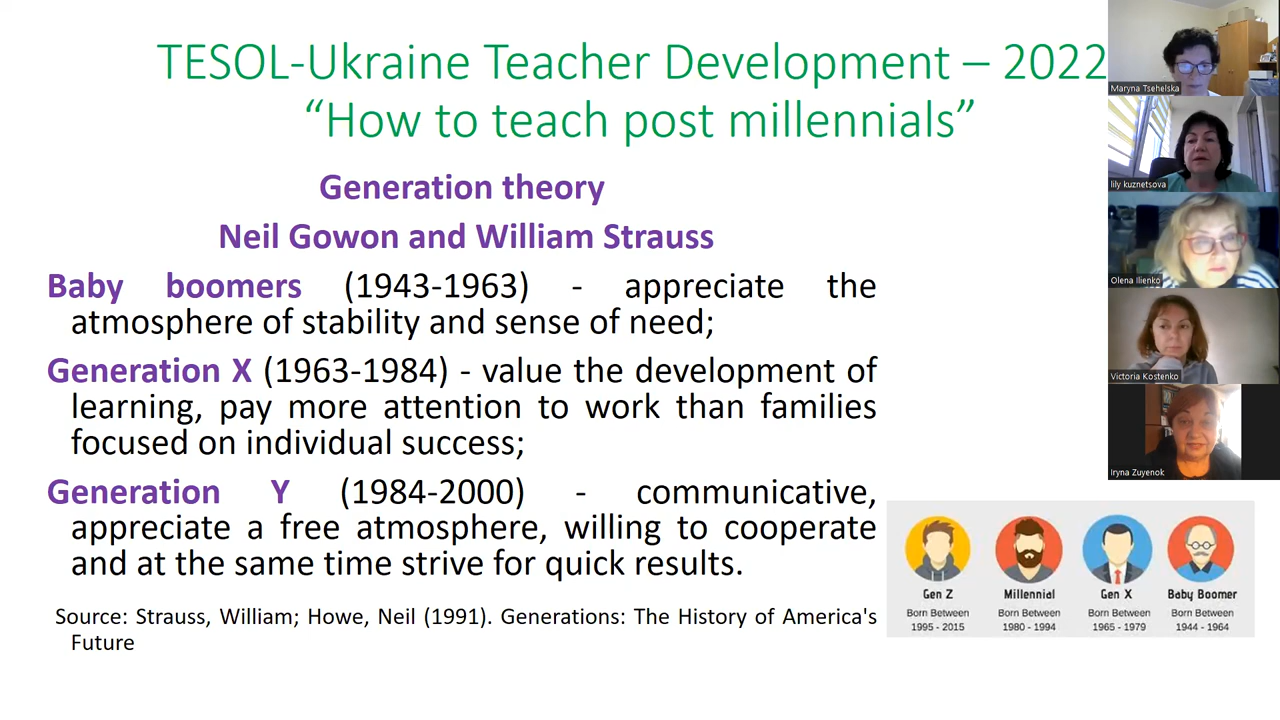 TESOL-Ukraine Teacher Development – 2022
“How to teach post millennials”
Generation theory
Neil Gowon and William Strauss
Baby boomers (1943-1963) - appreciate the
atmosphere of stability and sense of need;
Generation X (1963-1984) - value the development of
learning, pay more attention to work than families
focused on individual success;
Generation Y (1984-2000) - communicative,
appreciate a free atmosphere, willing to cooperate
and at the same time strive for quick results.
Source: Strauss, William; Howe, Neil (1991). Generations: The History of America's
Future
Maryna Tsehelska
lily kuznetsova
Olena Ilienko
Victoria Kostenko
Iryna Zuyenok
Gen Z Millennial Gen X Baby Boomer
Born Between Born Between Born Between Born Between
1995 - 2015 1980 - 1994 1965 - 1979 1944 - 1964